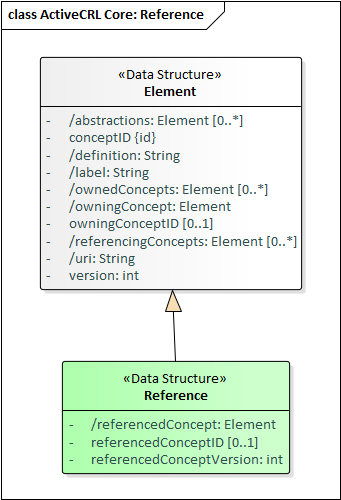 class ActiveCRL Core: Reference
«Data Structure»
Element
- /abstractions: Element [0..*]
- conceptID {id}
- /definition: String
- /label: String
- /ownedConcepts: Element [0..*]
- /owningConcept: Element
- owningConceptID [0..1]
- /referencingConcepts: Element [0..*]
- /uri: String
- version: int
«Data Structure»
Reference
- /referencedConcept: Element
- referencedConceptID [0..1]
- referencedConceptVersion: int